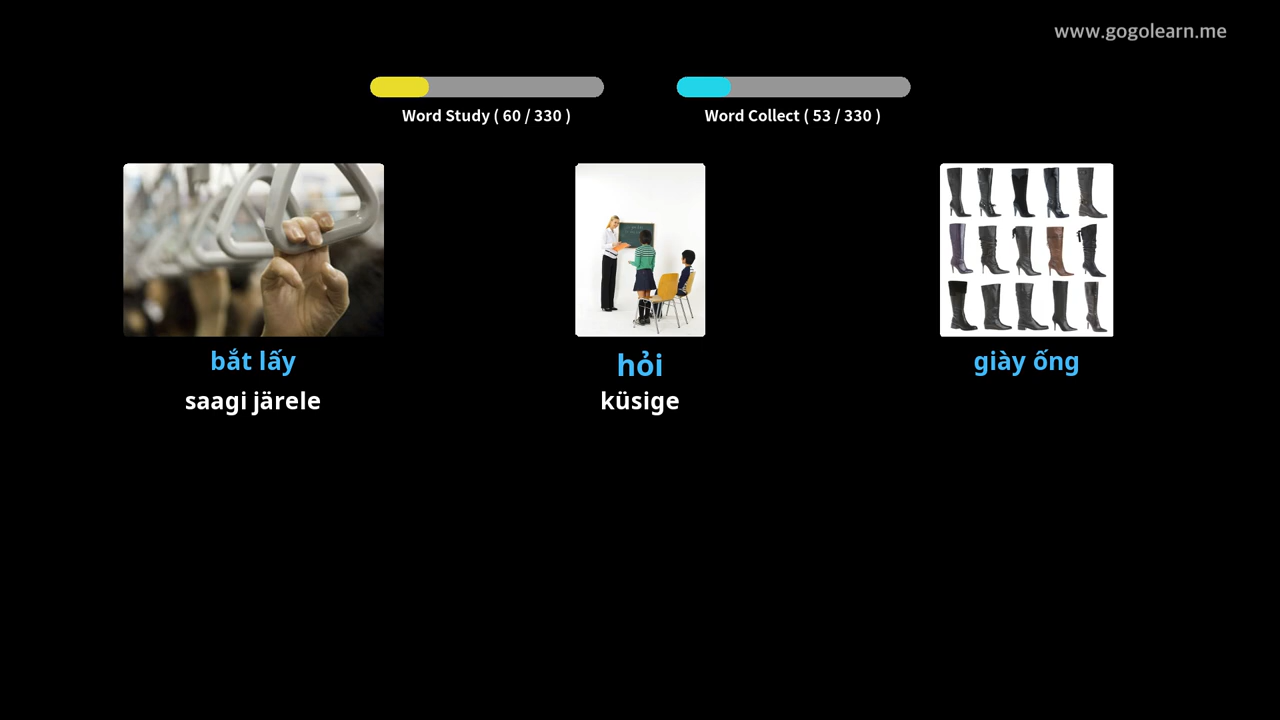 www.gogolearn.me
Word Study ( 60 / 330 )
Word Collect ( 53 / 330 )
bắt lấy
saagi järele
hỏi
küsige
giày ống